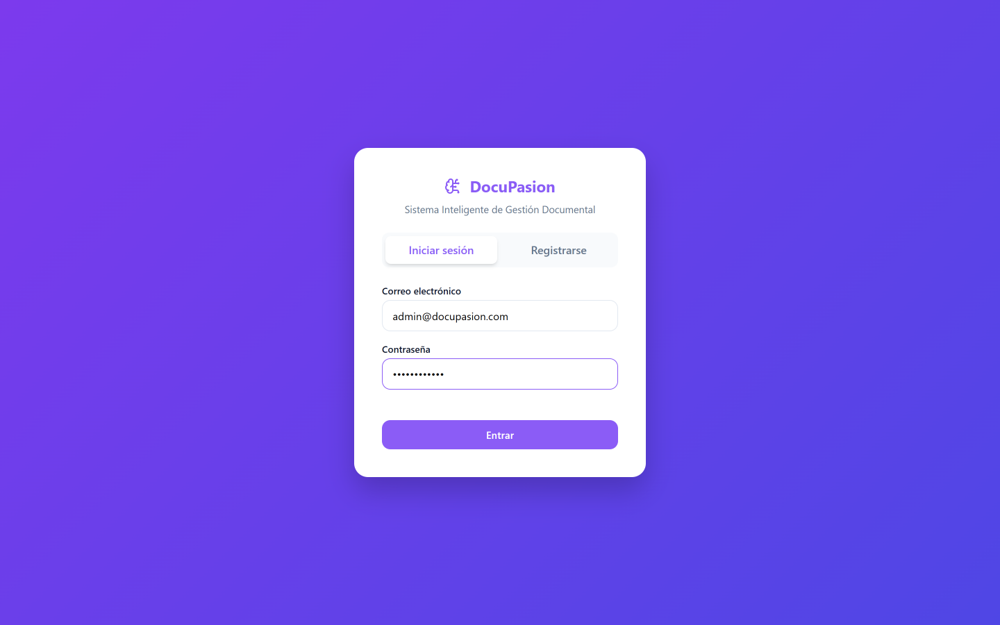 DocuPasion
Sistema Inteligente de Gestión Documental
Iniciar sesión
Registrarse
Correo electrónico
admin@docupasion.com
Contraseña
••••••••••••
Entrar